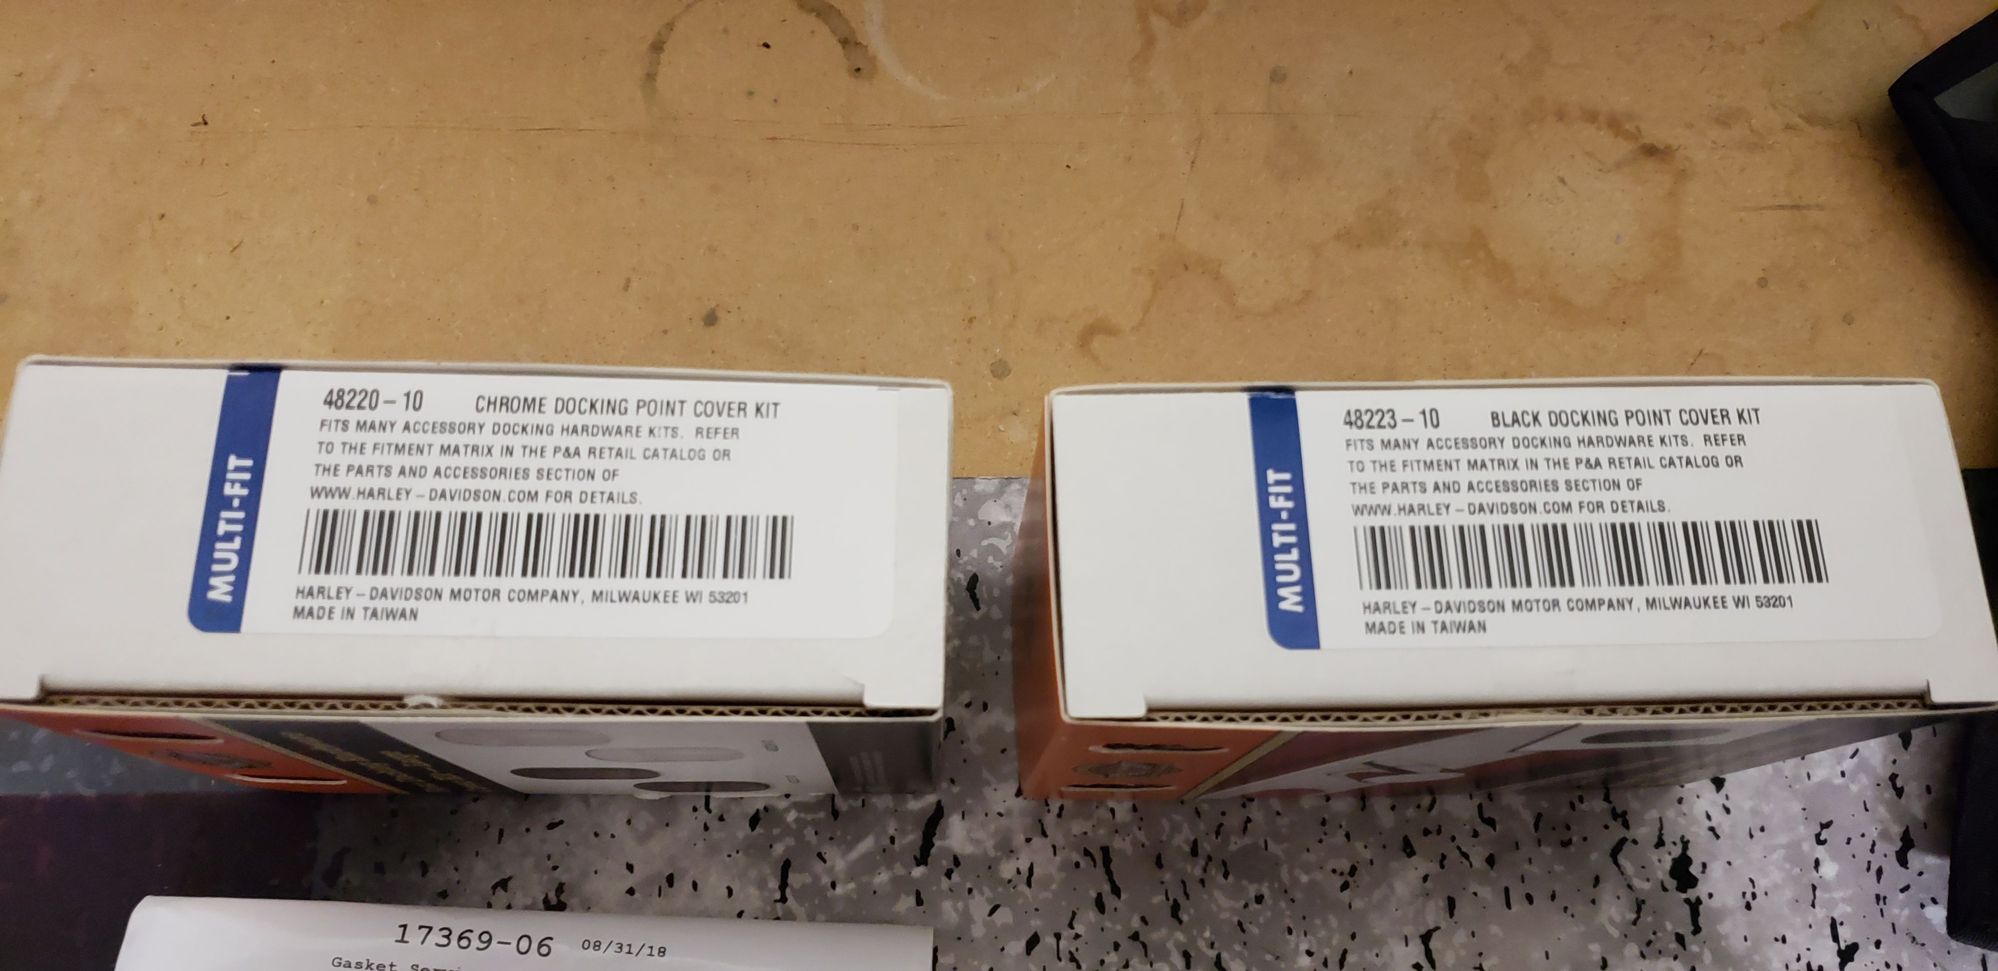 MULTI-FIT
48220-10 CHROME DOCKING POINT COVER KIT
FITS MANY ACCESSORY DOCKING HARDWARE KITS. REFER
TO THE FITMENT MATRIX IN THE P&A RETAIL CATALOG OR
THE PARTS AND ACCESSORIES SECTION OF
WWW.HARLEY-DAVIDSON.COM FOR DETAILS.
HARLEY-DAVIDSON MOTOR COMPANY, MILWAUKEE WI 53201
MADE IN TAIWAN
MULTI-FIT
48223-10 BLACK DOCKING POINT COVER KIT
FITS MANY ACCESSORY DOCKING HARDWARE KITS. REFER
TO THE FITMENT MATRIX IN THE P&A RETAIL CATALOG OR
THE PARTS AND ACCESSORIES SECTION OF
WWW.HARLEY-DAVIDSON.COM FOR DETAILS.
HARLEY-DAVIDSON MOTOR COMPANY, MILWAUKEE WI 53201
MADE IN TAIWAN
17369-06 08/31/18
Gasket